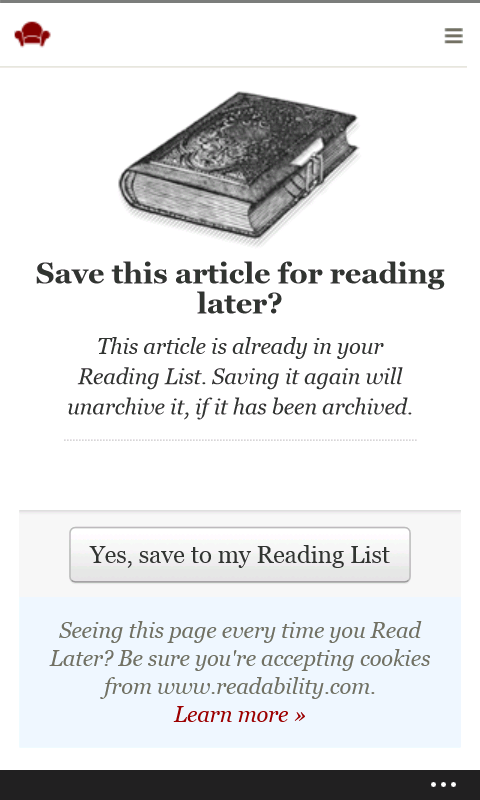 Save this article for reading
later?
This article is already in your
Reading List. Saving it again will
unarchive it, if it has been archived.
Yes, save to my Reading List
Seeing this page every time you Read
Later? Be sure you're accepting cookies
from www.readability.com.
Learn more »